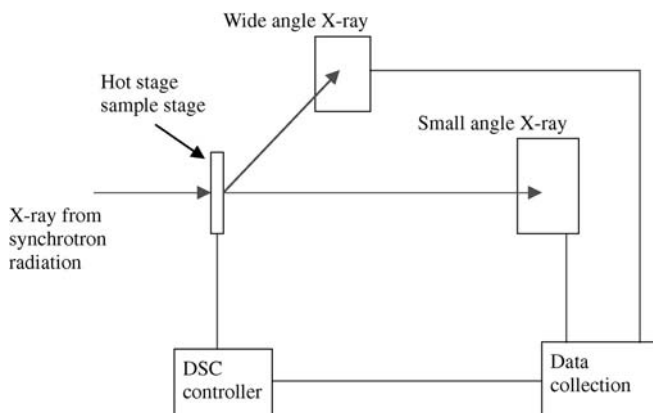 Wide angle X-ray
Hot stage
sample stage
Small angle X-ray
X-ray from
synchrotron
radiation
DSC
controller
Data
collection